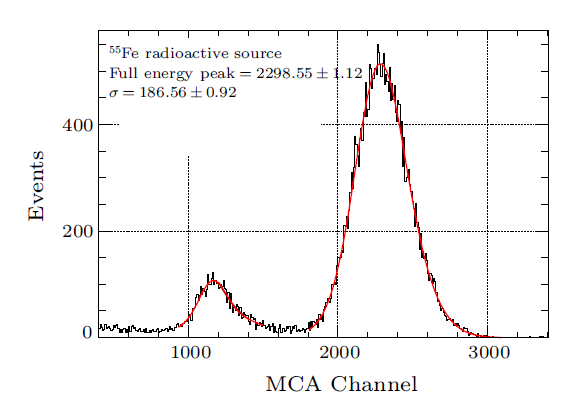 ⁵⁵Fe radioactive source
Full energy peak = 2298.55 ± 1.12
σ = 186.56 ± 0.92
400
200
0
Events
1000
2000
3000
MCA Channel